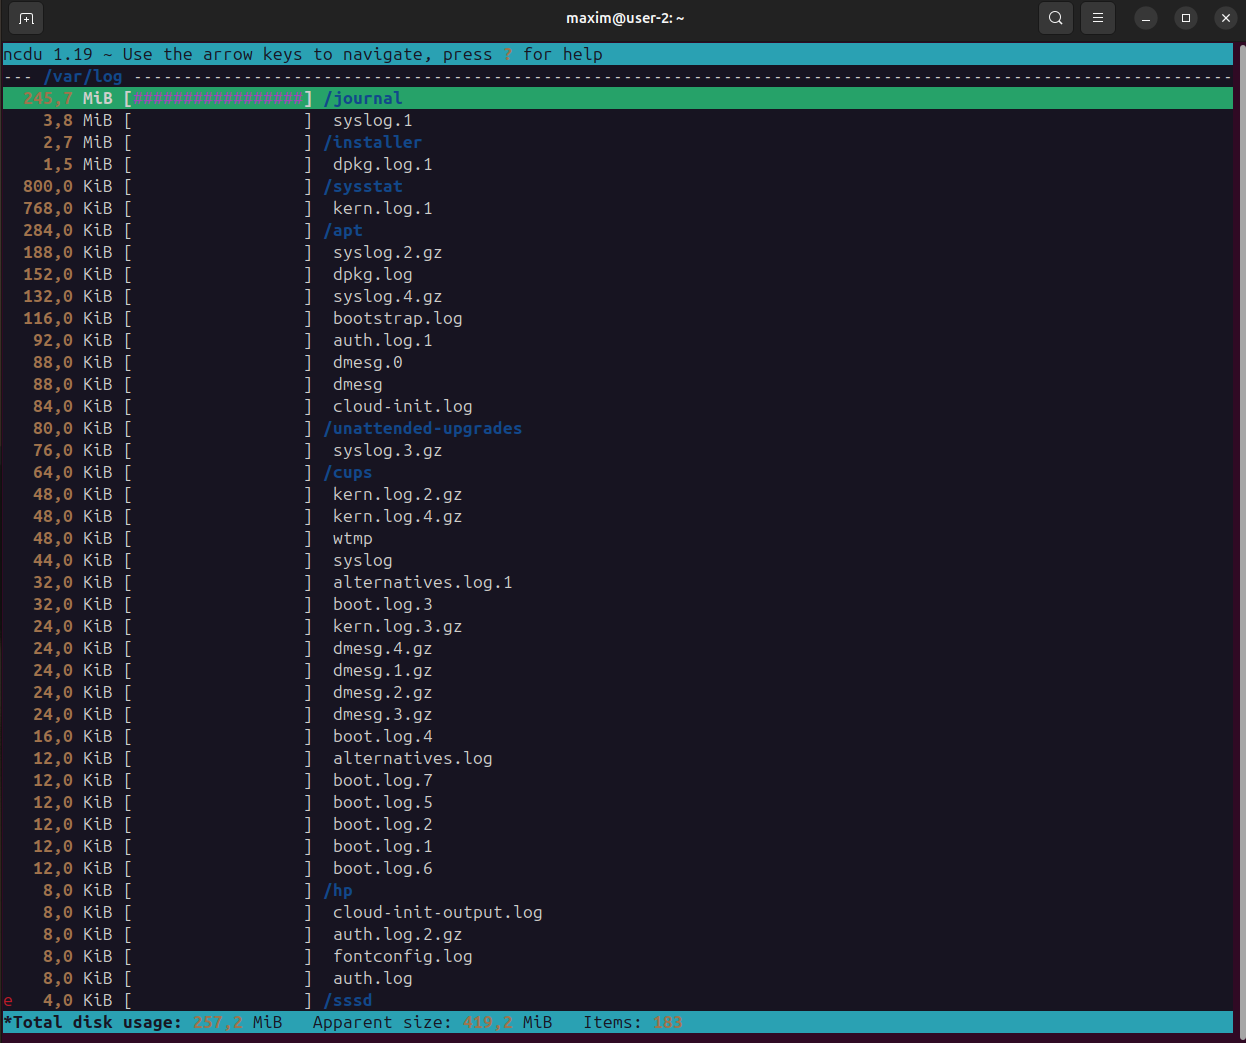 maxim@user-2: ~
ncdu 1.19 ~ Use the arrow keys to navigate, press ? for help
--- /var/log --------------------------------------------------------------------------------------------------------------
245,7 MiB [#################] /journal
3,8 MiB [                 ]  syslog.1
2,7 MiB [                 ] /installer
1,5 MiB [                 ]  dpkg.log.1
800,0 KiB [                 ] /sysstat
768,0 KiB [                 ]  kern.log.1
284,0 KiB [                 ] /apt
188,0 KiB [                 ]  syslog.2.gz
152,0 KiB [                 ]  dpkg.log
132,0 KiB [                 ]  syslog.4.gz
116,0 KiB [                 ]  bootstrap.log
92,0 KiB [                 ]  auth.log.1
88,0 KiB [                 ]  dmesg.0
88,0 KiB [                 ]  dmesg
84,0 KiB [                 ]  cloud-init.log
80,0 KiB [                 ] /unattended-upgrades
76,0 KiB [                 ]  syslog.3.gz
64,0 KiB [                 ] /cups
48,0 KiB [                 ]  kern.log.2.gz
48,0 KiB [                 ]  kern.log.4.gz
48,0 KiB [                 ]  wtmp
44,0 KiB [                 ]  syslog
32,0 KiB [                 ]  alternatives.log.1
32,0 KiB [                 ]  boot.log.3
24,0 KiB [                 ]  kern.log.3.gz
24,0 KiB [                 ]  dmesg.4.gz
24,0 KiB [                 ]  dmesg.1.gz
24,0 KiB [                 ]  dmesg.2.gz
24,0 KiB [                 ]  dmesg.3.gz
16,0 KiB [                 ]  boot.log.4
12,0 KiB [                 ]  alternatives.log
12,0 KiB [                 ]  boot.log.7
12,0 KiB [                 ]  boot.log.5
12,0 KiB [                 ]  boot.log.2
12,0 KiB [                 ]  boot.log.1
12,0 KiB [                 ]  boot.log.6
8,0 KiB [                 ] /hp
8,0 KiB [                 ]  cloud-init-output.log
8,0 KiB [                 ]  auth.log.2.gz
8,0 KiB [                 ]  fontconfig.log
8,0 KiB [                 ]  auth.log
e   4,0 KiB [                 ] /sssd
*Total disk usage: 257,2 MiB   Apparent size: 419,2 MiB   Items: 183